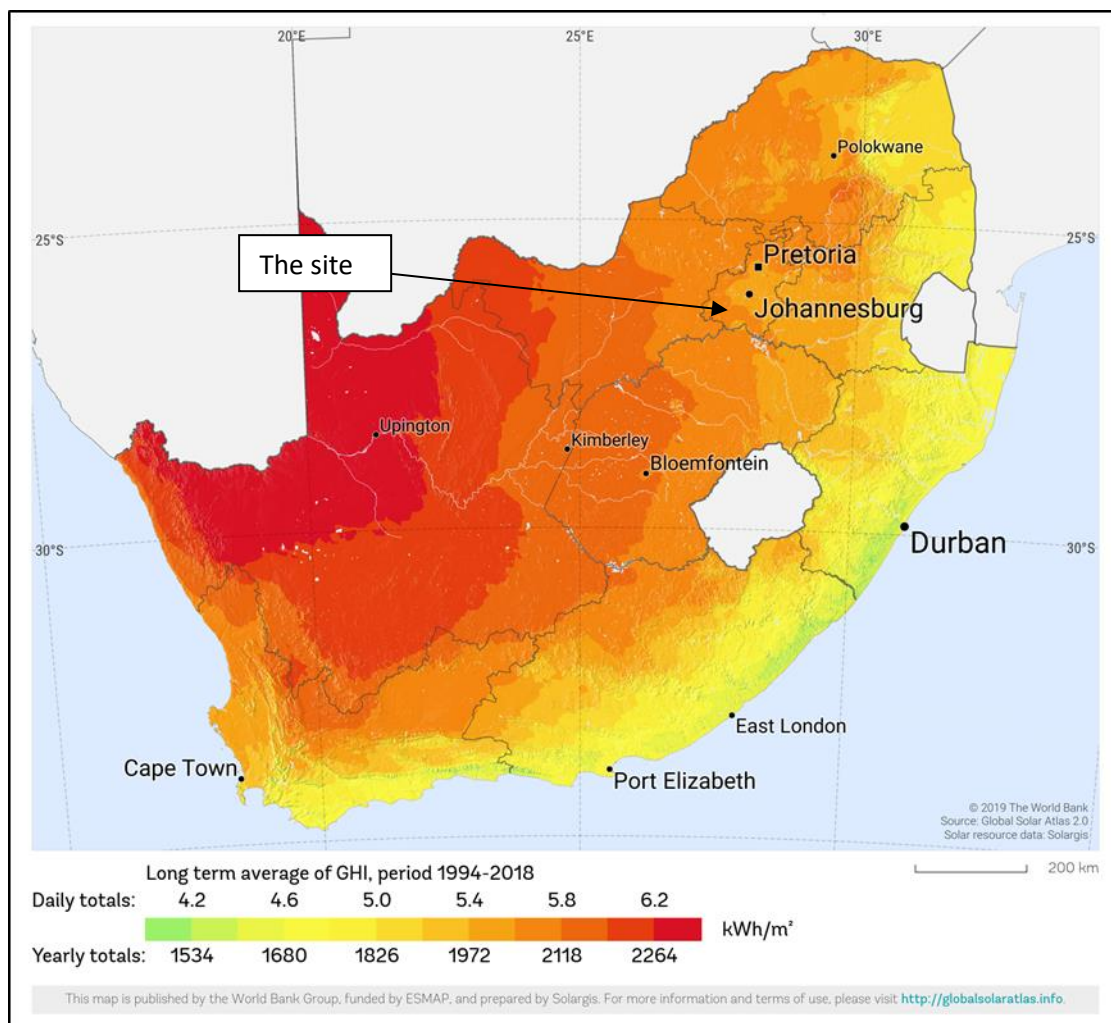 20°E 25°E 30°E
Polokwane
25°S 25°S
Pretoria
The site
Johannesburg
Upington
Kimberley
Bloemfontein
Durban
30°S 30°S
East London
Cape Town
Port Elizabeth
© 2019 The World Bank
Source: Global Solar Atlas 2.0
Solar resource data: Solargis
200 km
Long term average of GHI, period 1994-2018
Daily totals: 4.2 4.6 5.0 5.4 5.8 6.2
kWh/m²
Yearly totals: 1534 1680 1826 1972 2118 2264
This map is published by the World Bank Group, funded by ESMAP, and prepared by Solargis. For more information and terms of use, please visit http://globalsolaratlas.info.